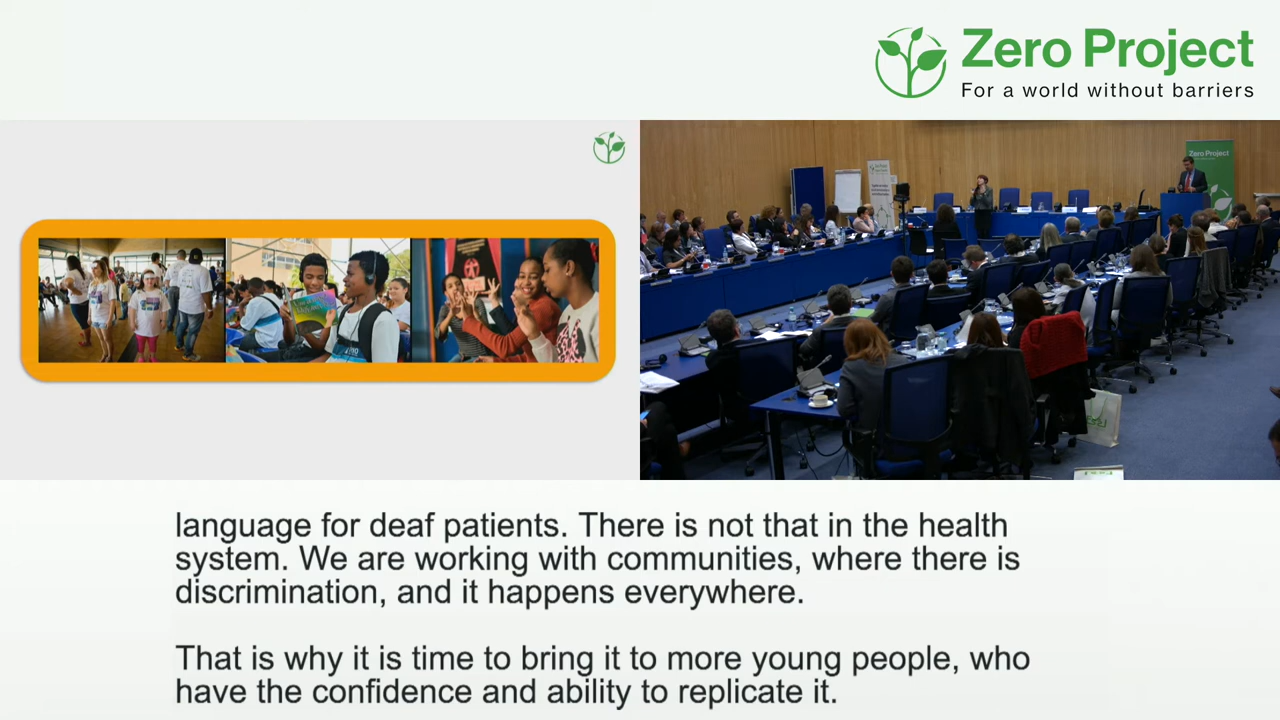 Zero Project
For a world without barriers
Zero Project
language for deaf patients. There is not that in the health
system. We are working with communities, where there is
discrimination, and it happens everywhere.
That is why it is time to bring it to more young people, who
have the confidence and ability to replicate it.